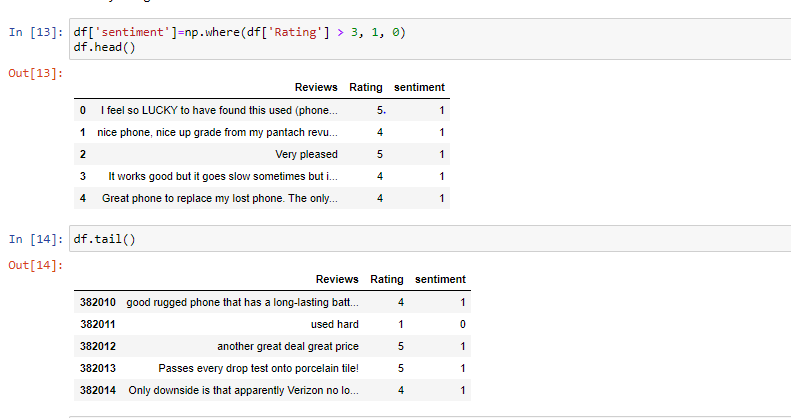 In [13]: df['sentiment']=np.where(df['Rating'] > 3, 1, 0)
df.head()
Out[13]:
Reviews Rating sentiment
0 I feel so LUCKY to have found this used (phone... 5. 1
1 nice phone, nice up grade from my pantach revu... 4 1
2 Very pleased 5 1
3 It works good but it goes slow sometimes but i... 4 1
4 Great phone to replace my lost phone. The only... 4 1
In [14]: df.tail()
Out[14]:
Reviews Rating sentiment
382010 good rugged phone that has a long-lasting batt... 4 1
382011 used hard 1 0
382012 another great deal great price 5 1
382013 Passes every drop test onto porcelain tile! 5 1
382014 Only downside is that apparently Verizon no lo... 4 1